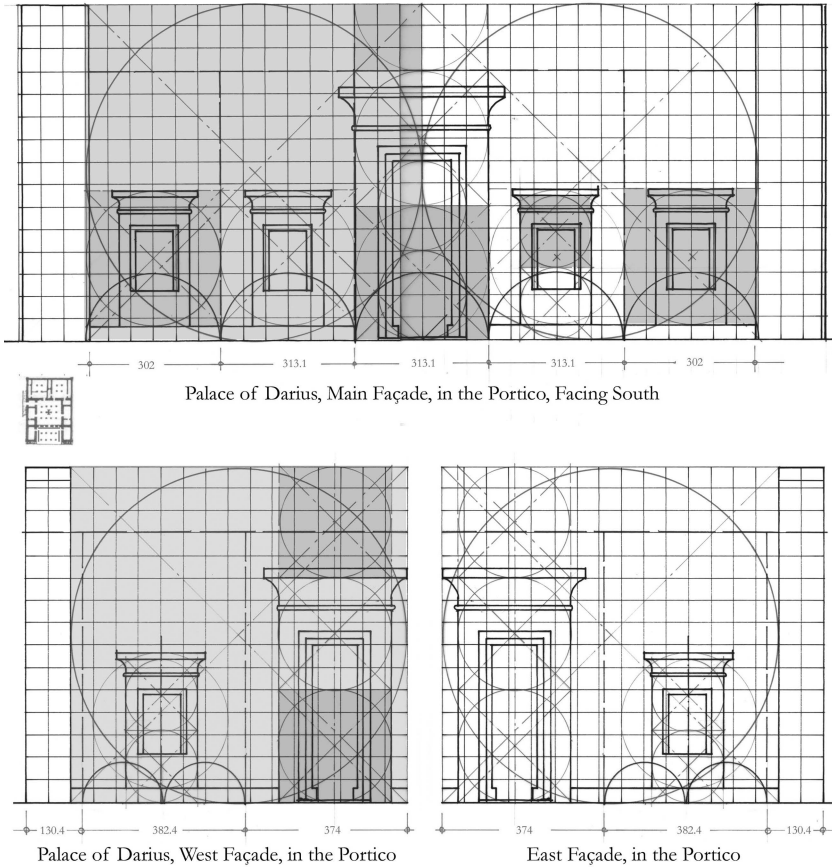 302 313.1 313.1 313.1 302
Palace of Darius, Main Façade, in the Portico, Facing South
130.4 382.4 374 374 382.4 130.4
Palace of Darius, West Façade, in the Portico East Façade, in the Portico